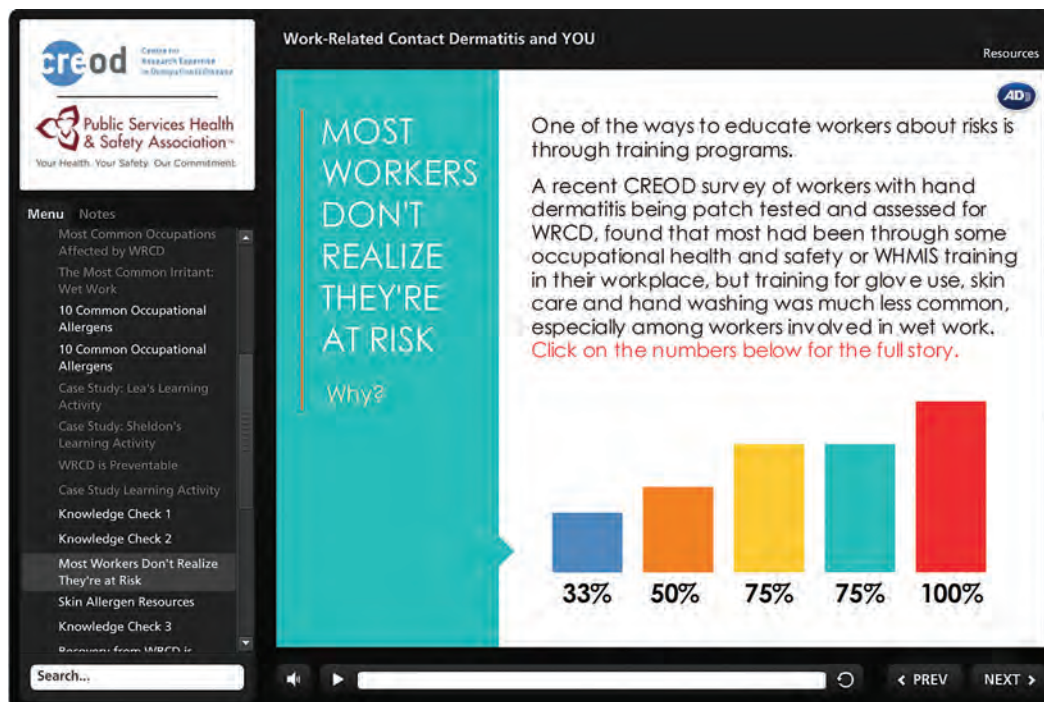 creod
Centre for
Research Expertise
in Occupational Disease
Public Services Health
& Safety Association™
Your Health. Your Safety. Our Commitment.
Work-Related Contact Dermatitis and YOU
Resources
Menu Notes
Most Common Occupations
Affected by WRCD
The Most Common Irritant:
Wet Work
10 Common Occupational
Allergens
10 Common Occupational
Allergens
Case Study: Lea's Learning
Activity
Case Study: Sheldon's
Learning Activity
WRCD is Preventable
Case Study Learning Activity
Knowledge Check 1
Knowledge Check 2
Most Workers Don't Realize
They're at Risk
Skin Allergen Resources
Knowledge Check 3
Recovery from WRCD is
Search...
MOST
WORKERS
DON'T
REALIZE
THEY'RE
AT RISK
Why?
AD
One of the ways to educate workers about risks is
through training programs.
A recent CREOD survey of workers with hand
dermatitis being patch tested and assessed for
WRCD, found that most had been through some
occupational health and safety or WHMIS training
in their workplace, but training for glove use, skin
care and hand washing was much less common,
especially among workers involved in wet work.
Click on the numbers below for the full story.
33% 50% 75% 75% 100%
PREV NEXT